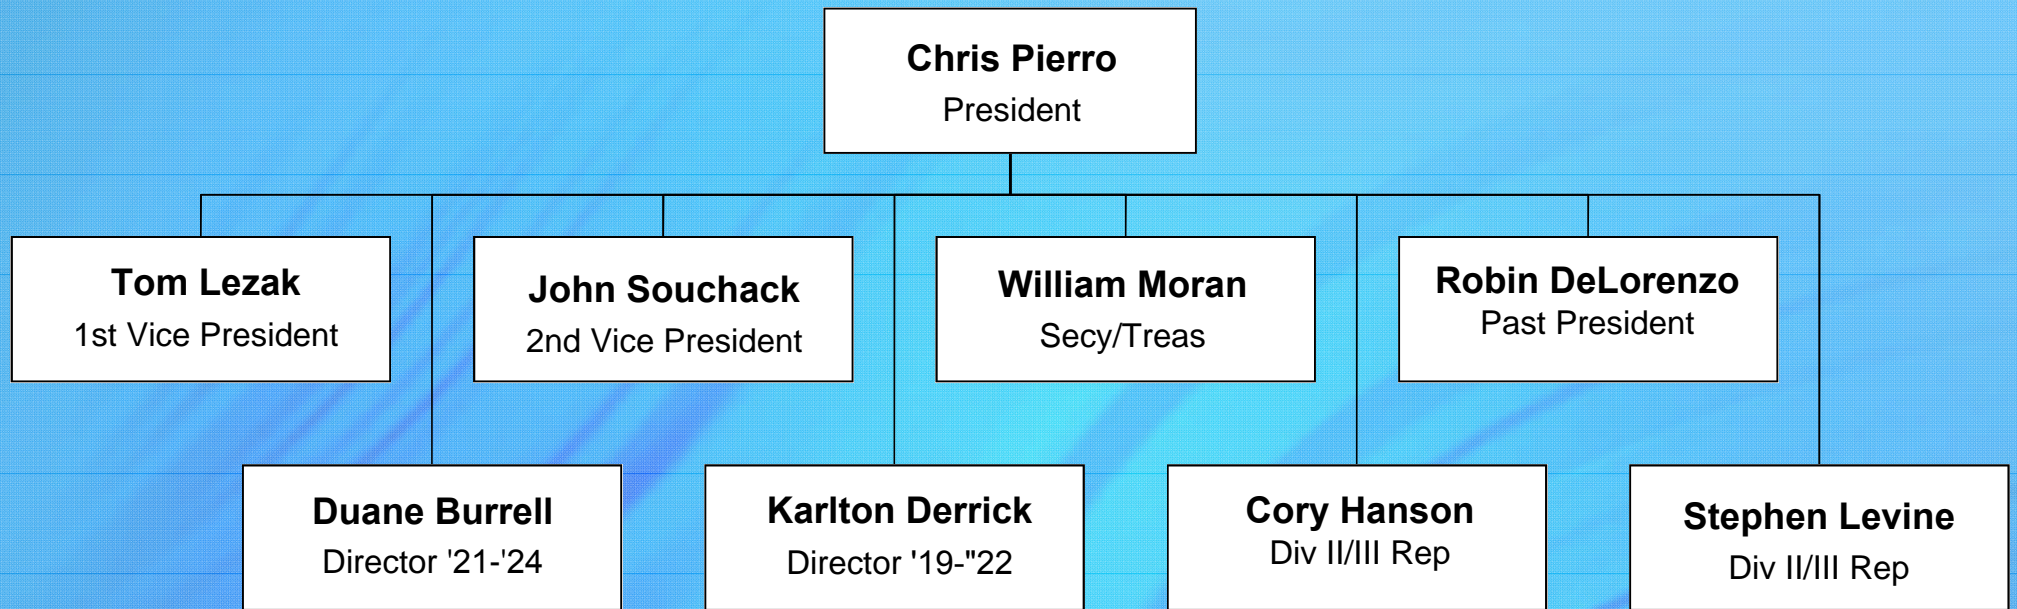 Chris Pierro
President
Tom Lezak
1st Vice President
John Souchack
2nd Vice President
William Moran
Secy/Treas
Robin DeLorenzo
Past President
Duane Burrell
Director '21-'24
Karlton Derrick
Director '19-"22
Cory Hanson
Div II/III Rep
Stephen Levine
Div II/III Rep